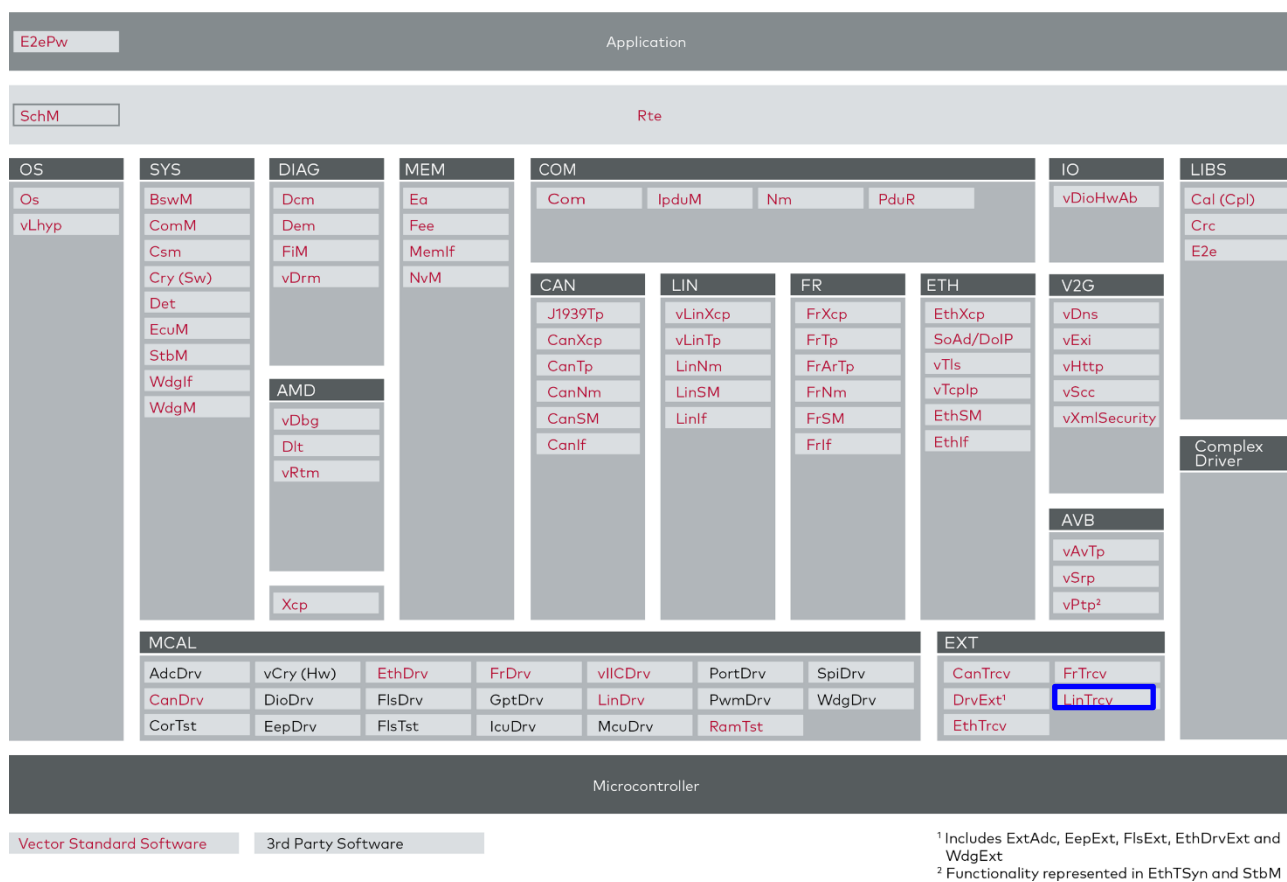 E2ePw
Application
SchM
Rte
OS
Os
vLhyp
SYS
BswM
ComM
Csm
Cry (Sw)
Det
EcuM
StbM
WdgIf
WdgM
DIAG
Dcm
Dem
FiM
vDrm
AMD
vDbg
Dlt
vRtm
Xcp
MEM
Ea
Fee
MemIf
NvM
COM
Com
IpduM
Nm
PduR
CAN
J1939Tp
CanXcp
CanTp
CanNm
CanSM
CanIf
LIN
vLinXcp
vLinTp
LinNm
LinSM
LinIf
FR
FrXcp
FrTp
FrArTp
FrNm
FrSM
FrIf
ETH
EthXcp
SoAd/DoIP
vTls
vTcpIp
EthSM
EthIf
IO
vDioHwAb
V2G
vDns
vExi
vHttp
vScc
vXmlSecurity
AVB
vAvTp
vSrp
vPtp²
LIBS
Cal (Cpl)
Crc
E2e
Complex
Driver
MCAL
AdcDrv
vCry (Hw)
EthDrv
FrDrv
vIICDrv
PortDrv
SpiDrv
CanDrv
DioDrv
FlsDrv
GptDrv
LinDrv
PwmDrv
WdgDrv
CorTst
EepDrv
FlsTst
IcuDrv
McuDrv
RamTst
EXT
CanTrcv
FrTrcv
DrvExt¹
LinTrcv
EthTrcv
Microcontroller
Vector Standard Software
3rd Party Software
¹ Includes ExtAdc, EepExt, FlsExt, EthDrvExt and
WdgExt
² Functionality represented in EthTSyn and StbM